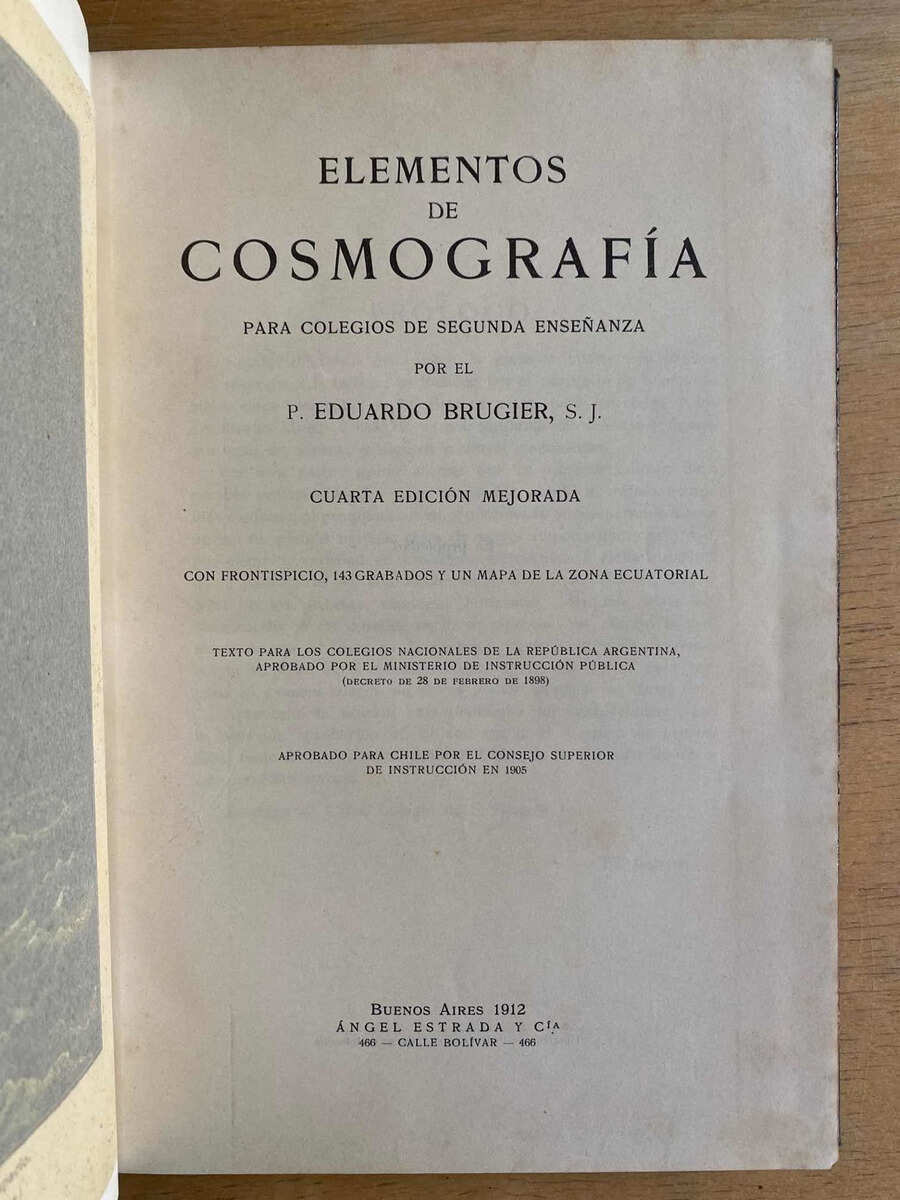 ELEMENTOS
DE
COSMOGRAFÍA
PARA COLEGIOS DE SEGUNDA ENSEÑANZA
POR EL
P. EDUARDO BRUGIER, S. J.
CUARTA EDICIÓN MEJORADA
CON FRONTISPICIO, 143 GRABADOS Y UN MAPA DE LA ZONA ECUATORIAL
TEXTO PARA LOS COLEGIOS NACIONALES DE LA REPÚBLICA ARGENTINA,
APROBADO POR EL MINISTERIO DE INSTRUCCIÓN PÚBLICA
(DECRETO DE 28 DE FEBRERO DE 1898)
APROBADO PARA CHILE POR EL CONSEJO SUPERIOR
DE INSTRUCCIÓN EN 1905
BUENOS AIRES 1912
ÁNGEL ESTRADA Y CÍA
466 — CALLE BOLÍVAR — 466